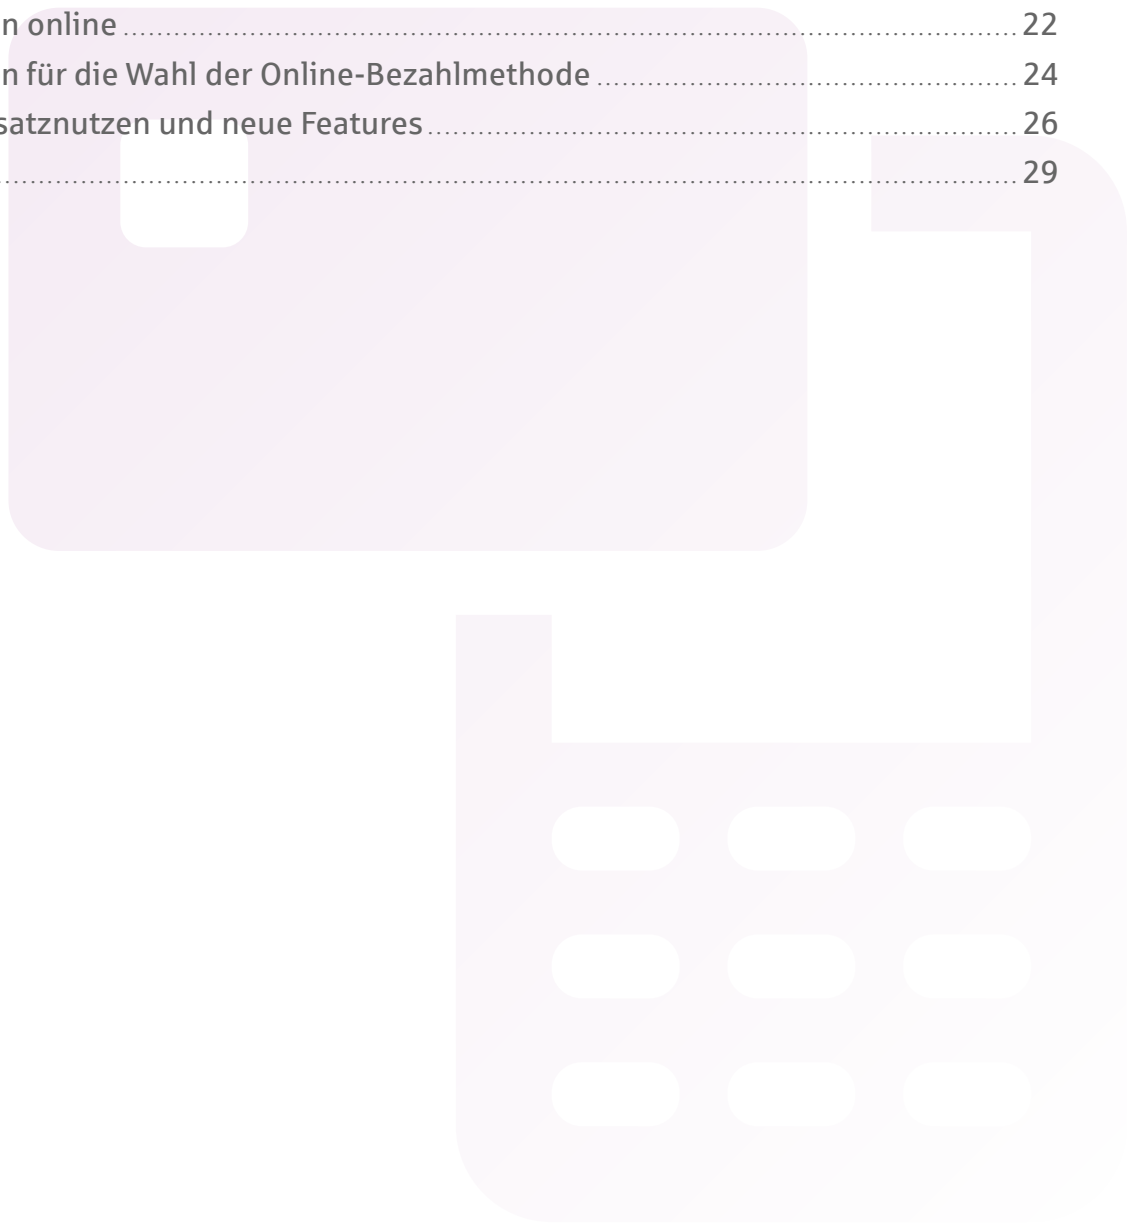 n online 22
n für die Wahl der Online-Bezahlmethode 24
satznutzen und neue Features 26
29